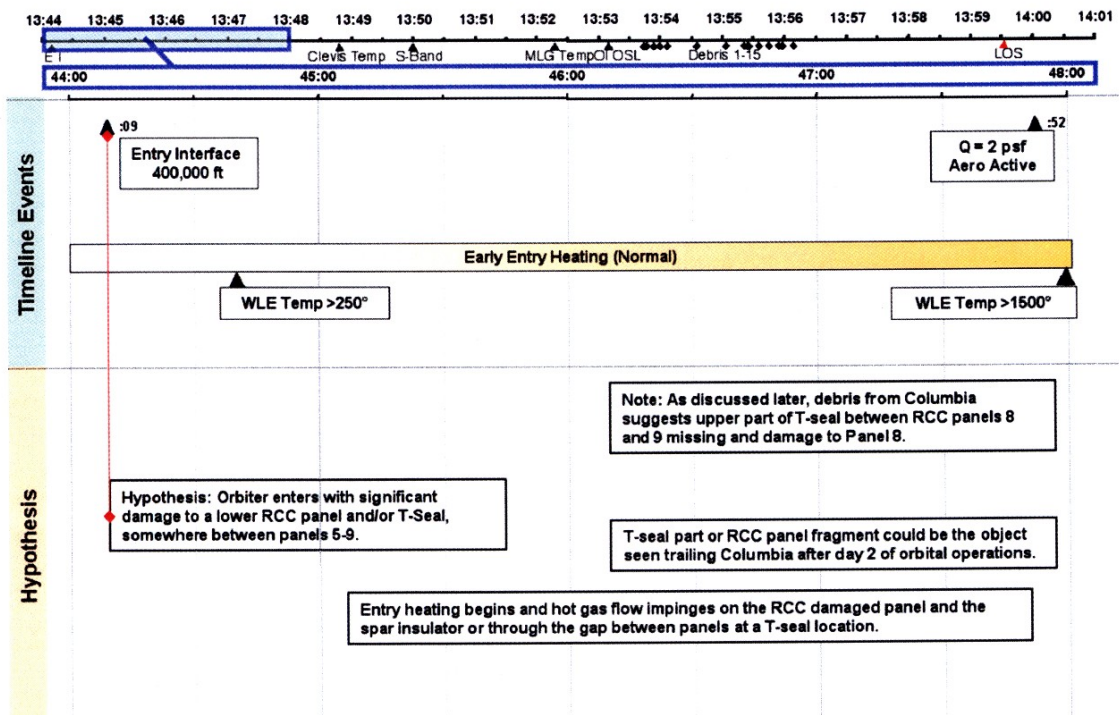 13:44 13:45 13:46 13:47 13:48 13:49 13:50 13:51 13:52 13:53 13:54 13:55 13:56 13:57 13:58 13:59 14:00 14:01
EI Clevis Temp S-Band MLG Temp OI OSL Debris 1-15 LOS
44:00 45:00 46:00 47:00 48:00
Timeline Events
:09
Entry Interface
400,000 ft
:52
Q = 2 psf
Aero Active
Early Entry Heating (Normal)
WLE Temp >250°
WLE Temp >1500°
Hypothesis
Note: As discussed later, debris from Columbia
suggests upper part of T-seal between RCC panels 8
and 9 missing and damage to Panel 8.
Hypothesis: Orbiter enters with significant
damage to a lower RCC panel and/or T-Seal,
somewhere between panels 5-9.
T-seal part or RCC panel fragment could be the object
seen trailing Columbia after day 2 of orbital operations.
Entry heating begins and hot gas flow impinges on the RCC damaged panel and the
spar insulator or through the gap between panels at a T-seal location.